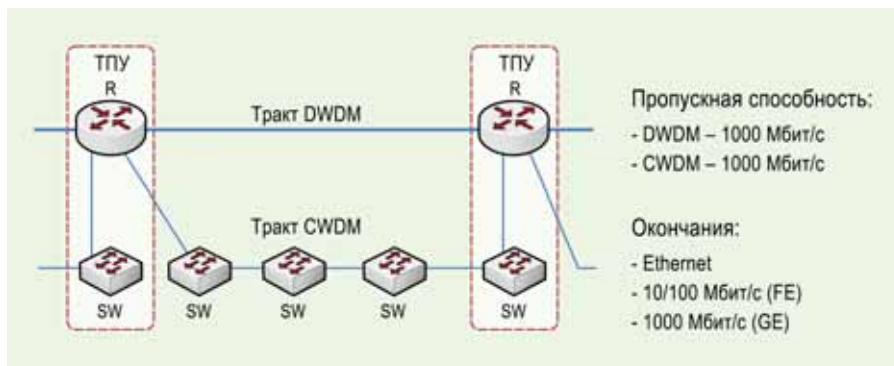 ТПУ
R
ТПУ
R
Тракт DWDM
Тракт CWDM
SW
SW
SW
SW
SW
Пропускная способность:
- DWDM – 1000 Мбит/с
- CWDM – 1000 Мбит/с
Окончания:
- Ethernet
- 10/100 Мбит/с (FE)
- 1000 Мбит/с (GE)